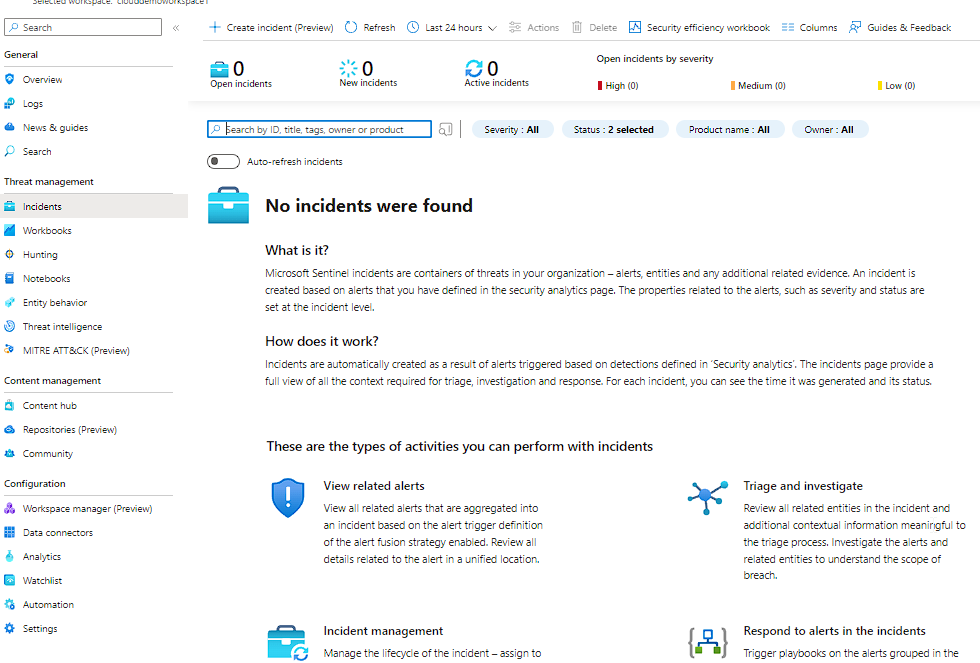 Selected workspace: 'clouddemoworkspace1'
Search
«
General
Overview
Logs
News & guides
Search
Threat management
Incidents
Workbooks
Hunting
Notebooks
Entity behavior
Threat intelligence
MITRE ATT&CK (Preview)
Content management
Content hub
Repositories (Preview)
Community
Configuration
Workspace manager (Preview)
Data connectors
Analytics
Watchlist
Automation
Settings
Create incident (Preview) Refresh Last 24 hours Actions Delete Security efficiency workbook Columns Guides & Feedback
0 0 0
Open incidents New incidents Active incidents
Open incidents by severity
High (0) Medium (0) Low (0)
Search by ID, title, tags, owner or product
Severity : All Status : 2 selected Product name : All Owner : All
Auto-refresh incidents
No incidents were found
What is it?
Microsoft Sentinel incidents are containers of threats in your organization – alerts, entities and any additional related evidence. An incident is
created based on alerts that you have defined in the security analytics page. The properties related to the alerts, such as severity and status are
set at the incident level.
How does it work?
Incidents are automatically created as a result of alerts triggered based on detections defined in 'Security analytics'. The incidents page provide a
full view of all the context required for triage, investigation and response. For each incident, you can see the time it was generated and its status.
These are the types of activities you can perform with incidents
View related alerts
View all related alerts that are aggregated into
an incident based on the alert trigger definition
of the alert fusion strategy enabled. Review all
details related to the alert in a unified location.
Triage and investigate
Review all related entities in the incident and
additional contextual information meaningful to
the triage process. Investigate the alerts and
related entities to understand the scope of
breach.
Incident management
Manage the lifecycle of the incident – assign to
Respond to alerts in the incidents
Trigger playbooks on the alerts grouped in the